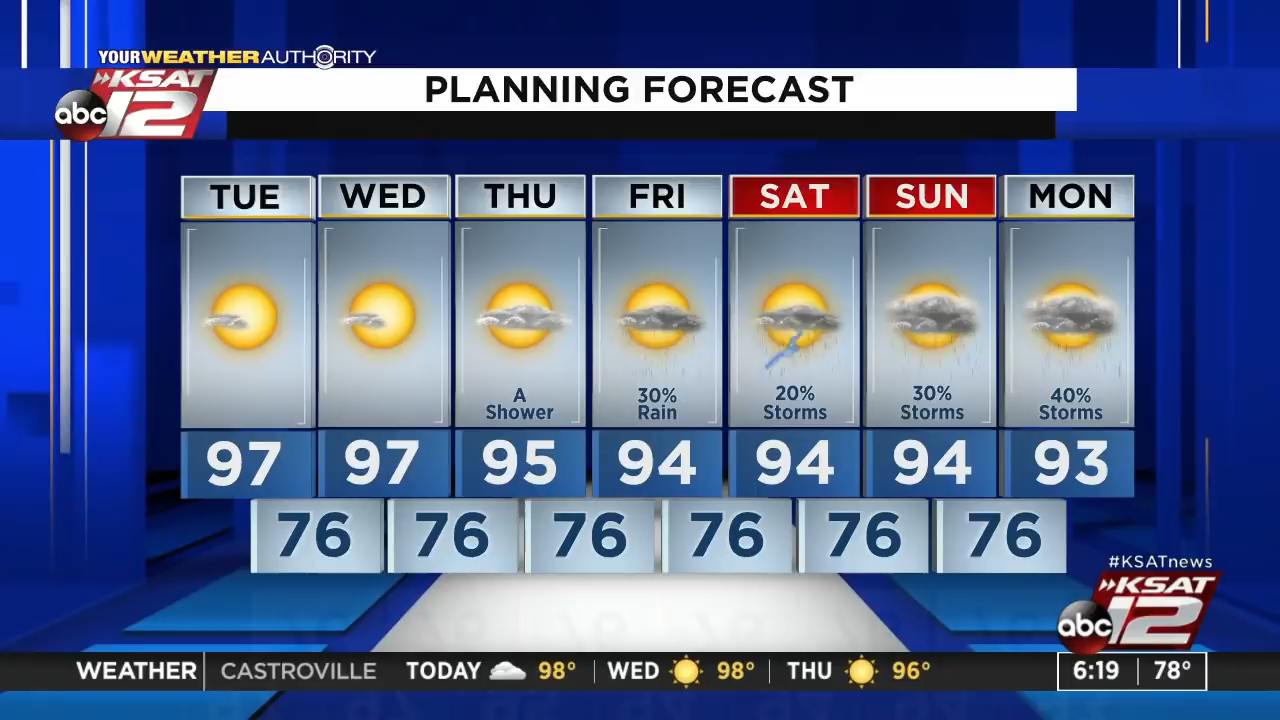 YOURWEATHERAUTHORITY
KSAT
abc 12
PLANNING FORECAST
TUE WED THU FRI SAT SUN MON
A Shower
30% Rain
20% Storms
30% Storms
40% Storms
97 97 95 94 94 94 93
76 76 76 76 76 76
#KSATnews
KSAT
abc 12
WEATHER CASTROVILLE TODAY 98° WED 98° THU 96° 6:19 78°